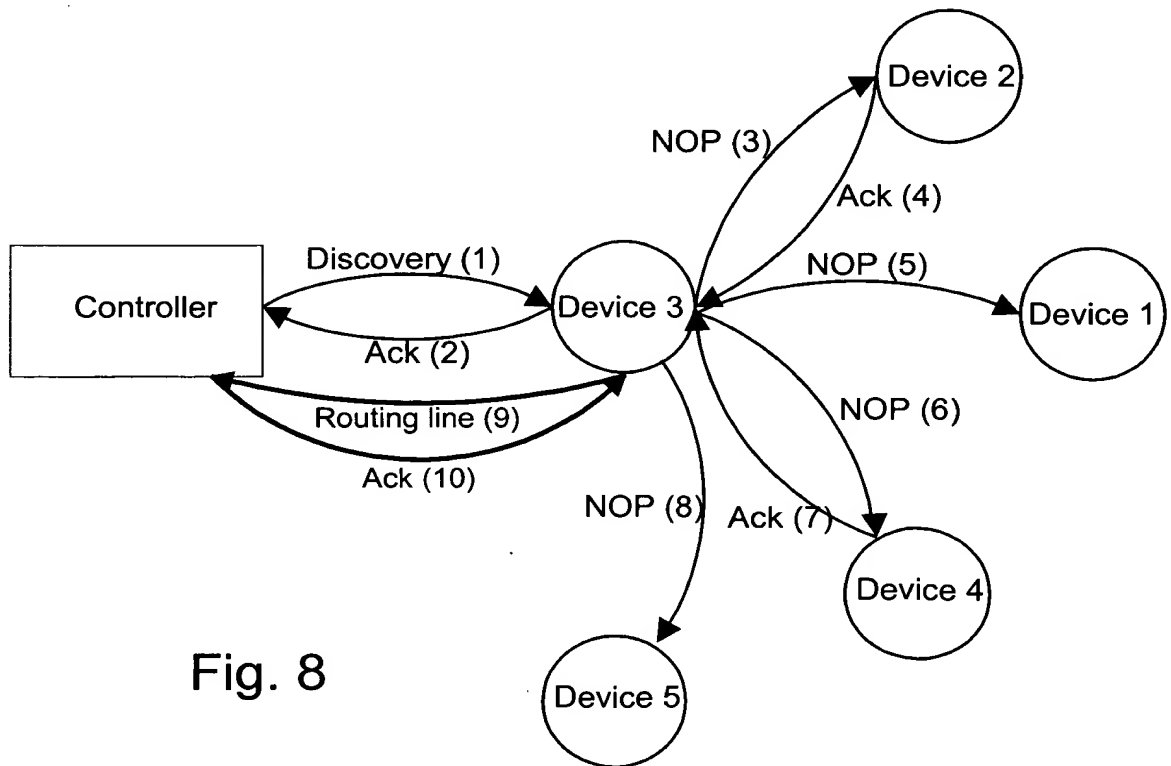 Device 2
NOP (3)
Ack (4)
Discovery (1)
NOP (5)
Controller
Device 3
Device 1
Ack (2)
NOP (6)
Routing line (9)
Ack (10)
NOP (8)
Ack (7)
Device 4
Fig. 8
Device 5